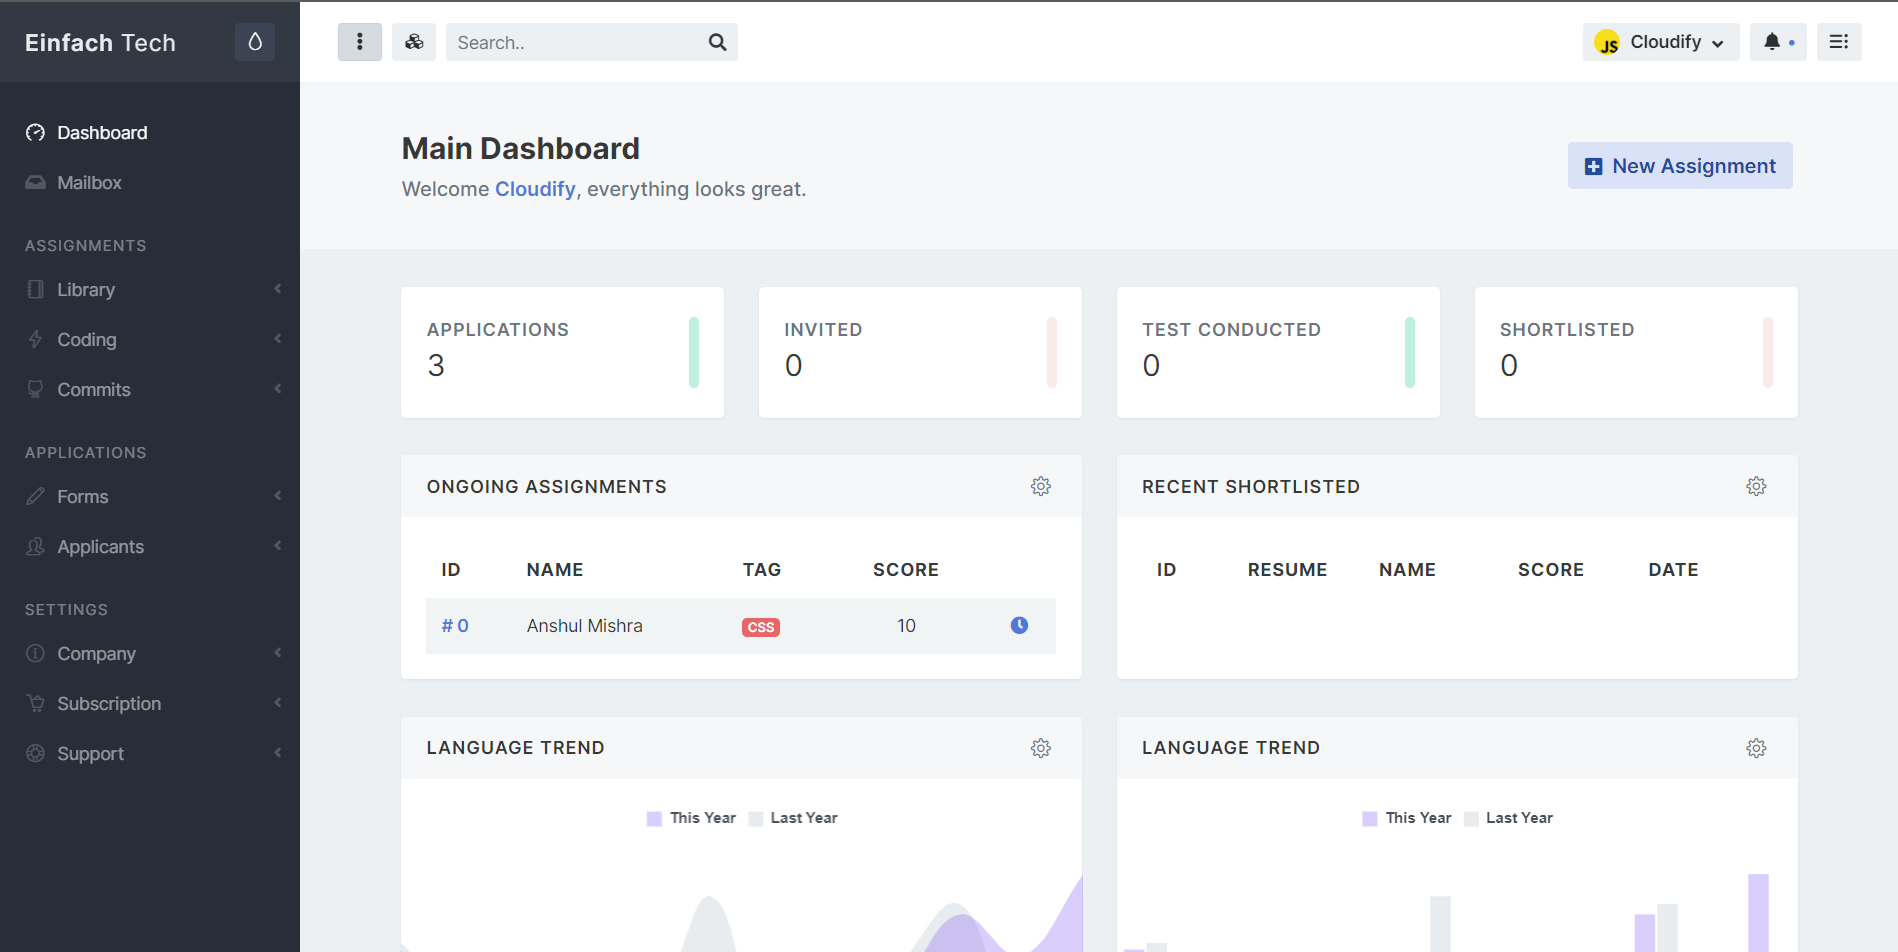 Einfach Tech
Search..
JS Cloudify
Dashboard
Mailbox
ASSIGNMENTS
Library
Coding
Commits
APPLICATIONS
Forms
Applicants
SETTINGS
Company
Subscription
Support
Main Dashboard
Welcome Cloudify, everything looks great.
New Assignment
APPLICATIONS
3
INVITED
0
TEST CONDUCTED
0
SHORTLISTED
0
ONGOING ASSIGNMENTS
ID NAME TAG SCORE
# 0 Anshul Mishra CSS 10
RECENT SHORTLISTED
ID RESUME NAME SCORE DATE
LANGUAGE TREND
This Year Last Year
LANGUAGE TREND
This Year Last Year